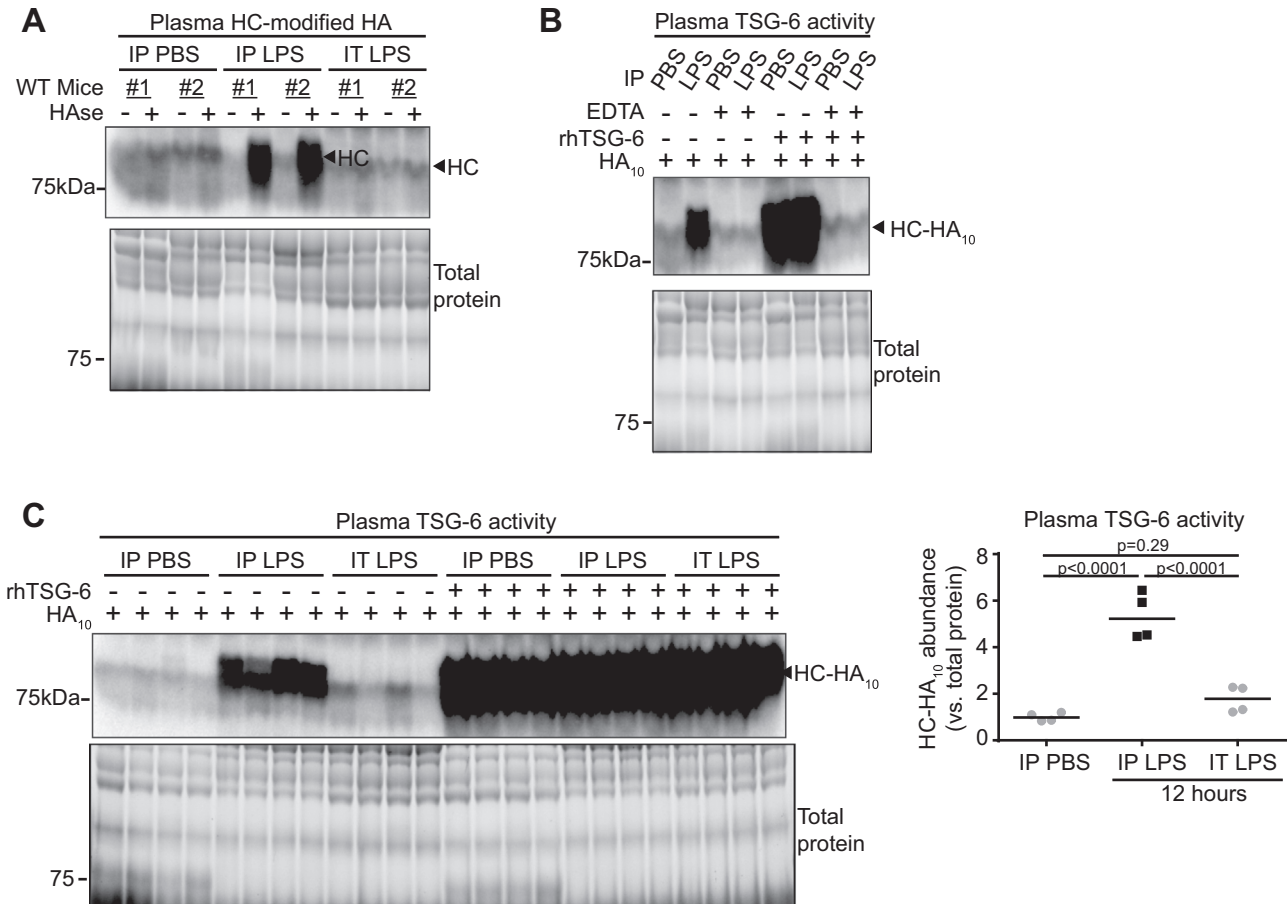 A
Plasma HC-modified HA
IP PBS IP LPS IT LPS
WT Mice #1 #2 #1 #2 #1 #2
HAse - + - + - + - + - + - +
HC
HC
75kDa
Total
protein
75
B
Plasma TSG-6 activity
IP PBS LPS PBS LPS PBS LPS PBS LPS
EDTA - - + + - - + +
rhTSG-6 - - - - + + + +
HA10 + + + + + + + +
HC-HA10
75kDa
Total
protein
75
C
Plasma TSG-6 activity
IP PBS IP LPS IT LPS IP PBS IP LPS IT LPS
rhTSG-6 - - - - - - - - - - - - + + + + + + + + + + + +
HA10 + + + + + + + + + + + + + + + + + + + + + + + +
HC-HA10
75kDa
Total
protein
75
Plasma TSG-6 activity
p=0.29
p<0.0001 p<0.0001
HC-HA10 abundance
(vs. total protein)
8
6
4
2
0
IP PBS IP LPS IT LPS
12 hours